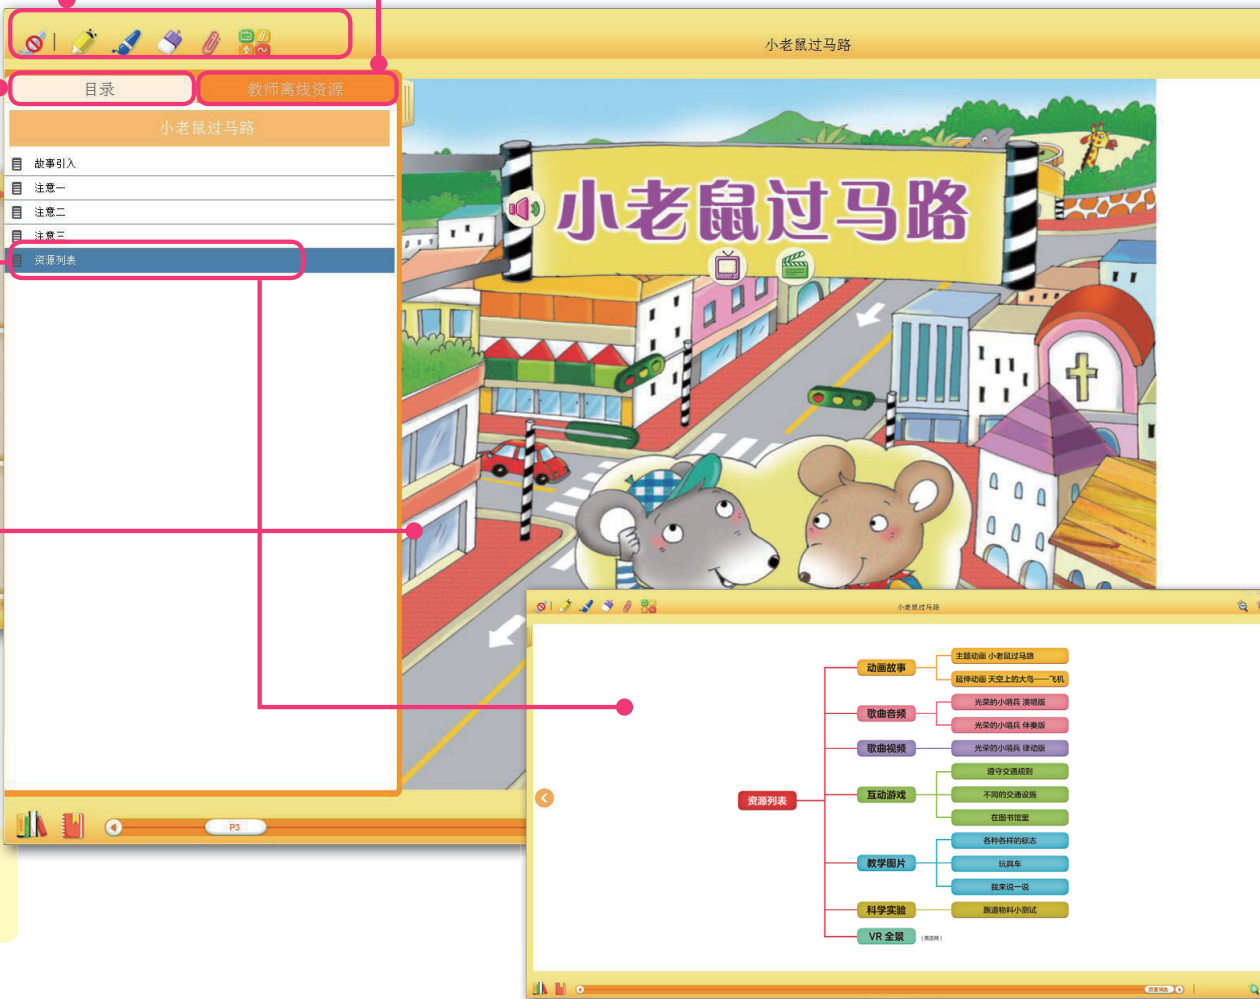 小老鼠过马路
目录
教师离线资源
小老鼠过马路
故事引入
注意一
注意二
注意三
资源列表
小老鼠过马路
P3
小老鼠过马路
资源列表
动画故事
主题动画 小老鼠过马路
延伸动画 天空上的大鸟——飞机
歌曲音频
光荣的小哨兵 演唱版
光荣的小哨兵 伴奏版
歌曲视频
光荣的小哨兵 律动版
互动游戏
遵守交通规则
不同的交通设施
在图书馆里
教学图片
各种各样的标志
玩具车
我来说一说
科学实验
跑道物料小测试
VR 全景
资源列表